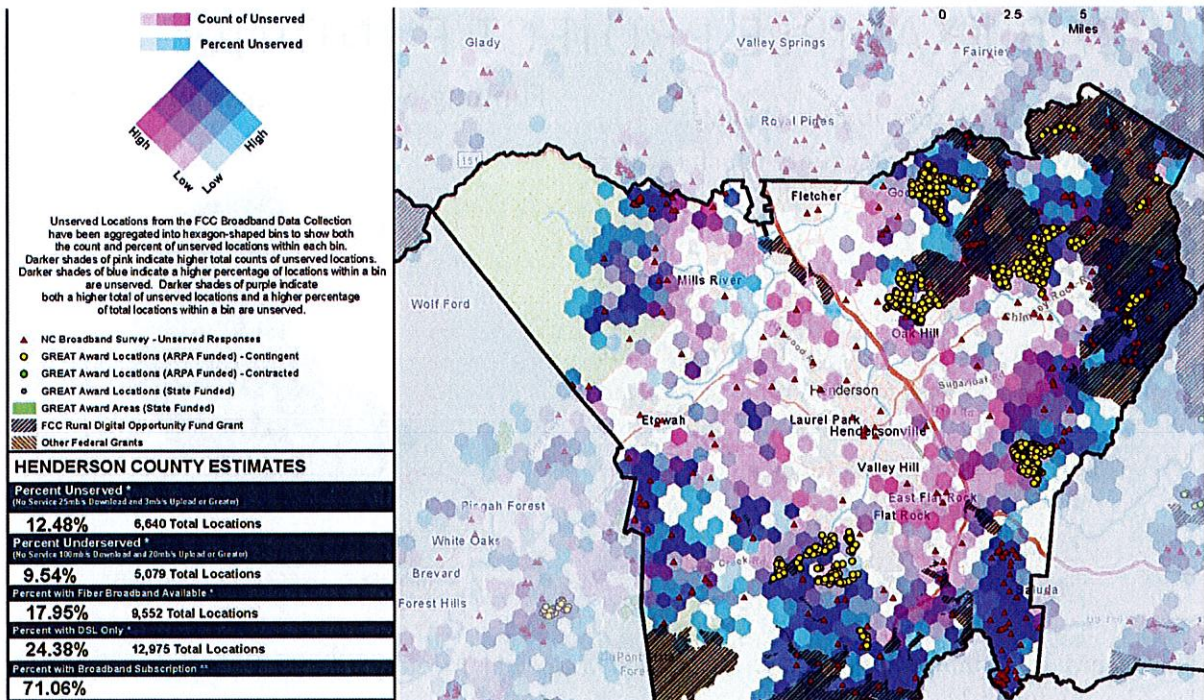 Count of Unserved
Percent Unserved
High
High
Low
Low
Unserved Locations from the FCC Broadband Data Collection
have been aggregated into hexagon-shaped bins to show both
the count and percent of unserved locations within each bin.
Darker shades of pink indicate higher total counts of unserved locations.
Darker shades of blue indicate a higher percentage of locations within a bin
are unserved. Darker shades of purple indicate
both a higher total of unserved locations and a higher percentage
of total locations within a bin are unserved.
NC Broadband Survey - Unserved Responses
GREAT Award Locations (ARPA Funded) - Contingent
GREAT Award Locations (ARPA Funded) - Contracted
GREAT Award Locations (State Funded)
GREAT Award Areas (State Funded)
FCC Rural Digital Opportunity Fund Grant
Other Federal Grants
HENDERSON COUNTY ESTIMATES
Percent Unserved *
(No Service 25mb/s Download and 3mb/s Upload or Greater)
12.48% 6,640 Total Locations
Percent Underserved *
(No Service 100mb/s Download and 20mb/s Upload or Greater)
9.54% 5,079 Total Locations
Percent with Fiber Broadband Available *
17.95% 9,552 Total Locations
Percent with DSL Only *
24.38% 12,975 Total Locations
Percent with Broadband Subscription **
71.06%
0 2.5 5
Miles
Glady
Valley Springs
Fairview
Royal Pines
151
Fletcher
Mills River
Wolf Ford
Oak Hill
Chimney Rock
Sugarloaf
Henderson
Etowah
Laurel Park
Hendersonville
Valley Hill
Pisgah Forest
East Flat Rock
Flat Rock
White Oaks
Brevard
Forest Hills